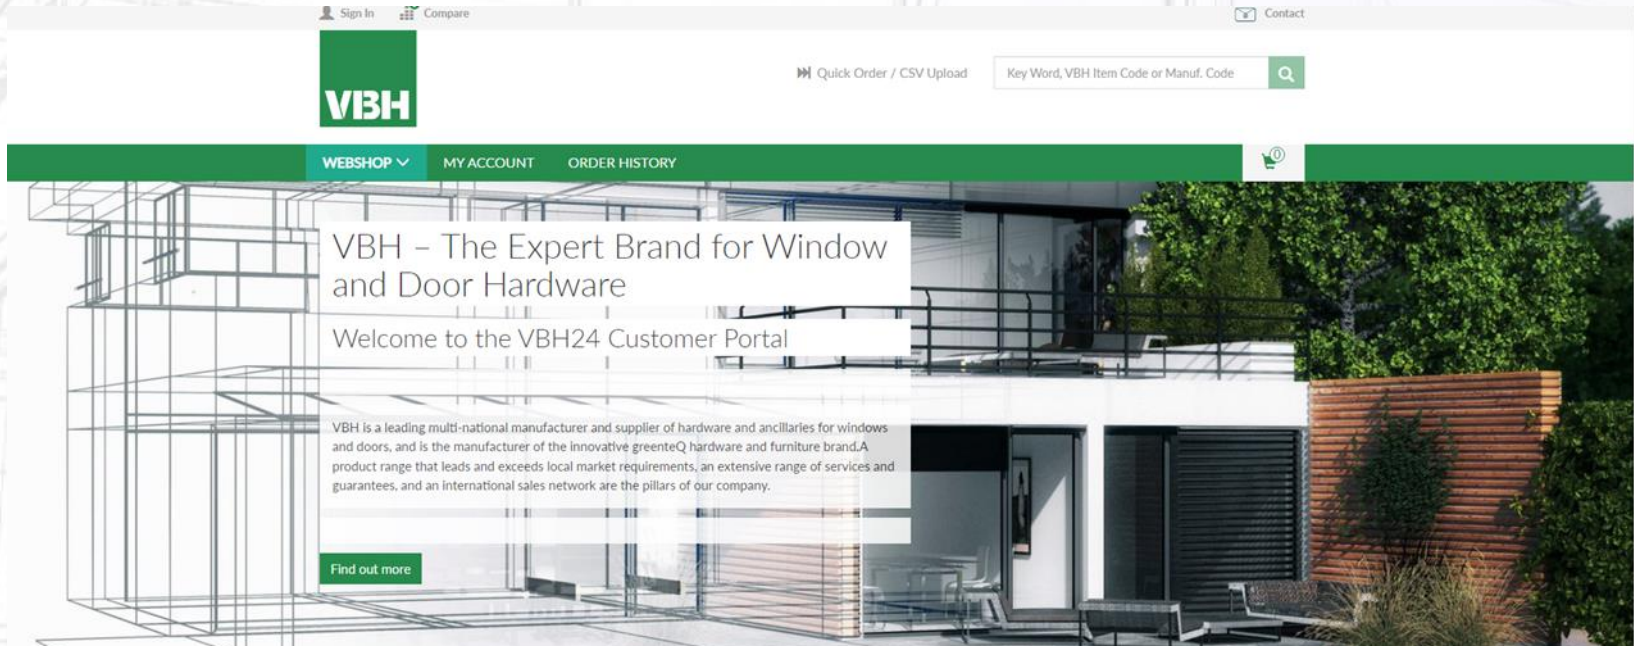 Sign In
Compare
Contact
VBH
Quick Order / CSV Upload
Key Word, VBH Item Code or Manuf. Code
WEBSHOP
MY ACCOUNT
ORDER HISTORY
0
VBH – The Expert Brand for Window
and Door Hardware
Welcome to the VBH24 Customer Portal
VBH is a leading multi-national manufacturer and supplier of hardware and ancillaries for windows
and doors, and is the manufacturer of the innovative greenteQ hardware and furniture brand.A
product range that leads and exceeds local market requirements, an extensive range of services and
guarantees, and an international sales network are the pillars of our company.
Find out more